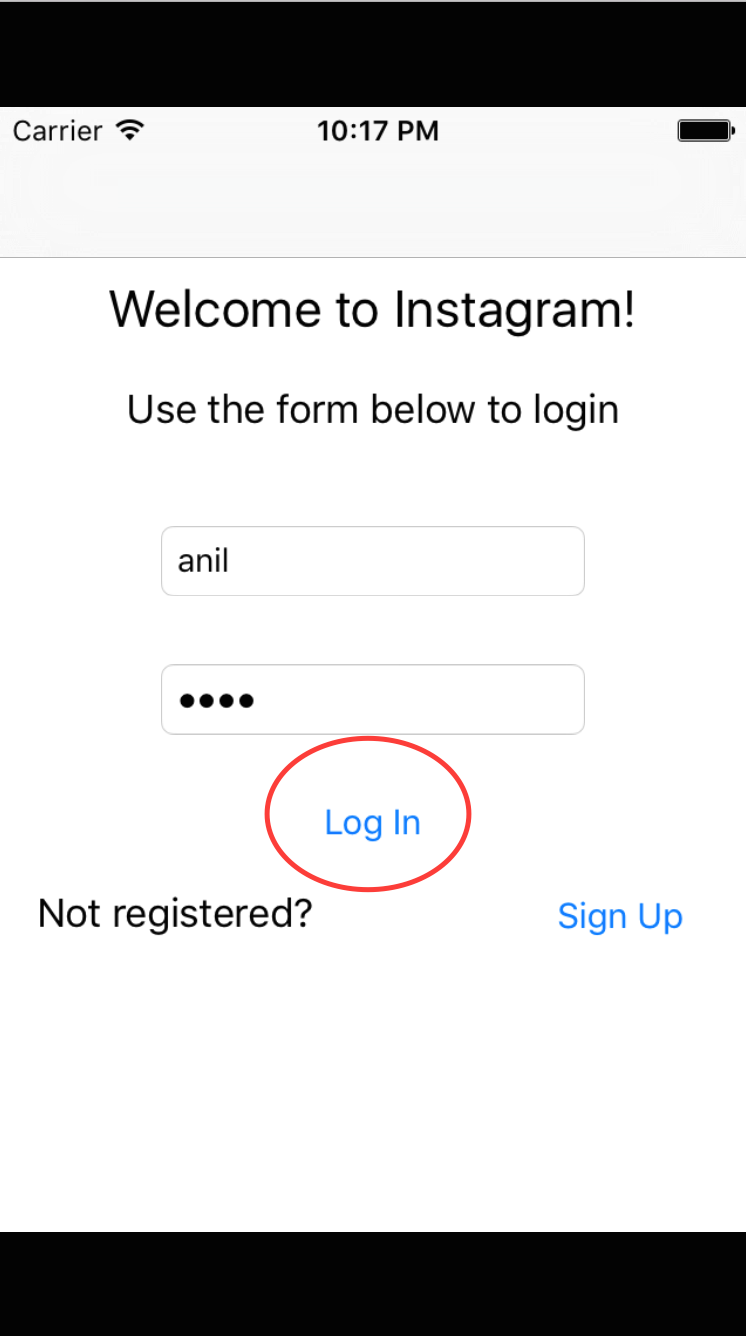 Carrier 10:17 PM
Welcome to Instagram!
Use the form below to login
anil
••••
Log In
Not registered? Sign Up